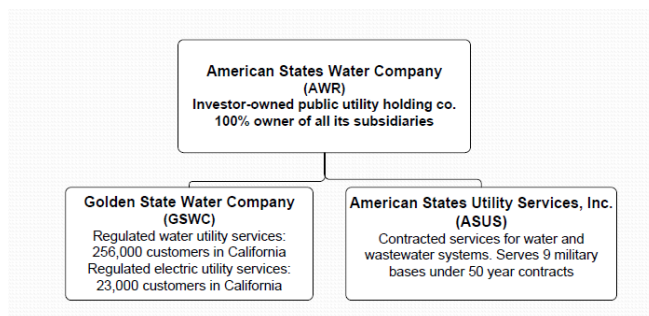 American States Water Company
(AWR)
Investor-owned public utility holding co.
100% owner of all its subsidiaries
Golden State Water Company
(GSWC)
Regulated water utility services:
256,000 customers in California
Regulated electric utility services:
23,000 customers in California
American States Utility Services, Inc.
(ASUS)
Contracted services for water and
wastewater systems. Serves 9 military
bases under 50 year contracts